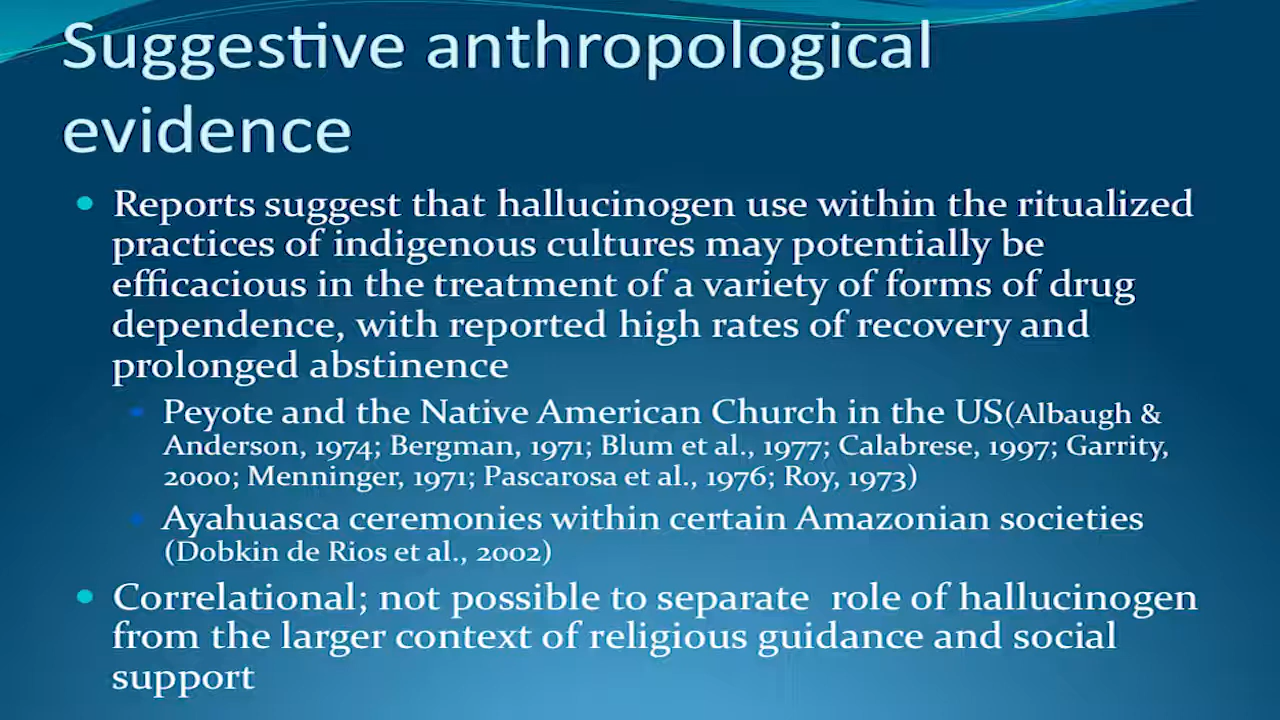 Suggestive anthropological
evidence
• Reports suggest that hallucinogen use within the ritualized
practices of indigenous cultures may potentially be
efficacious in the treatment of a variety of forms of drug
dependence, with reported high rates of recovery and
prolonged abstinence
• Peyote and the Native American Church in the US(Albaugh &
Anderson, 1974; Bergman, 1971; Blum et al., 1977; Calabrese, 1997; Garrity,
2000; Menninger, 1971; Pascarosa et al., 1976; Roy, 1973)
• Ayahuasca ceremonies within certain Amazonian societies
(Dobkin de Rios et al., 2002)
• Correlational; not possible to separate  role of hallucinogen
from the larger context of religious guidance and social
support